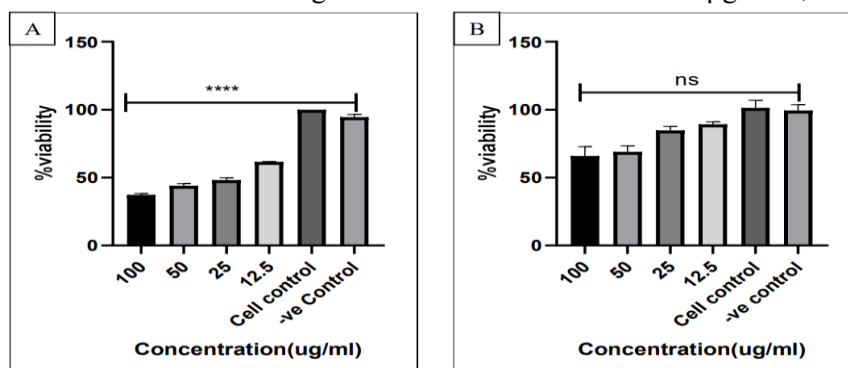 A
150
100
50
0
%viability
****
100
50
25
12.5
Cell control
-ve Control
Concentration(ug/ml)
B
150
100
50
0
%viability
ns
100
50
25
12.5
Cell control
-ve Control
Concentration(ug/ml)